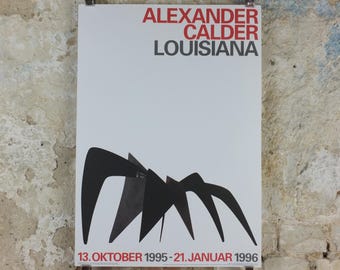 ALEXANDER
CALDER
LOUISIANA
13. OKTOBER 1995 - 21. JANUAR 1996